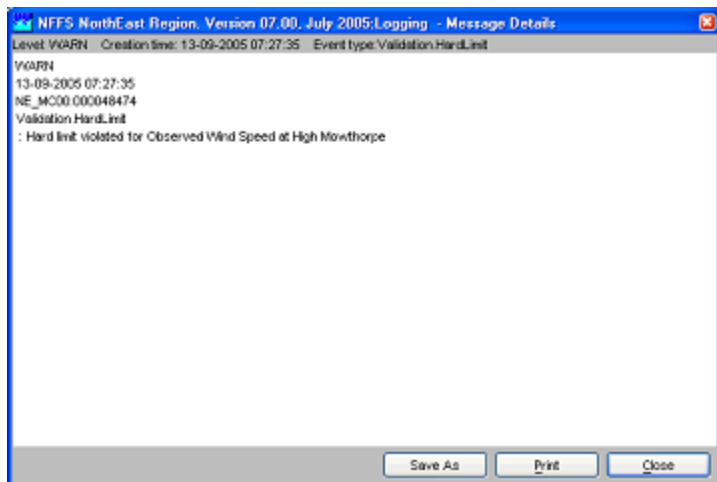 NFFS NorthEast Region. Version 07.00. July 2005:Logging - Message Details
Level: WARN Creation time: 13-09-2005 07:27:35 Event type:Validation.HardLimit
WARN
13-09-2005 07:27:35
NE_MC00:000048474
Validation.HardLimit
: Hard limit violated for Observed Wind Speed at High Mowthorpe
Save As Print Close